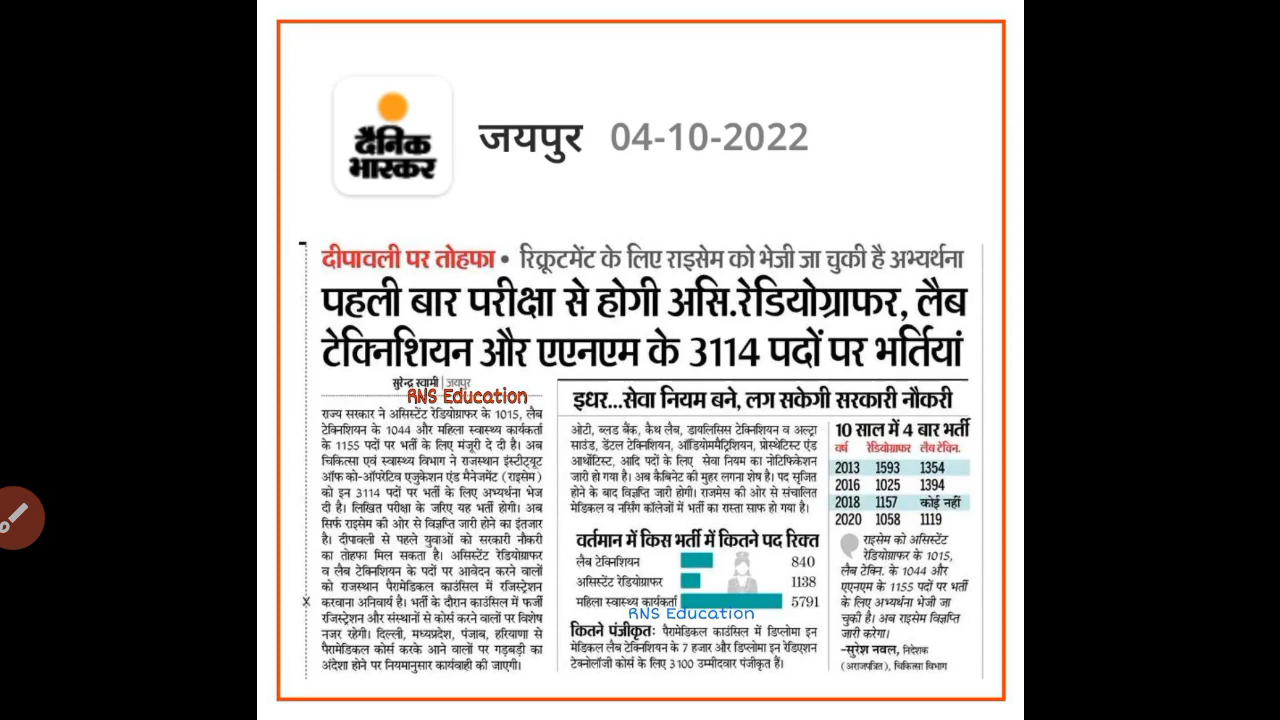 दैनिक
भास्कर
जयपुर 04-10-2022
दीपावली पर तोहफा • रिक्रूटमेंट के लिए राइसेम को भेजी जा चुकी है अभ्यर्थना
पहली बार परीक्षा से होगी असि.रेडियोग्राफर, लैब
टेक्निशियन और एएनएम के 3114 पदों पर भर्तियां
सुरेन्द्र स्वामी | जयपुर
RNS Education
राज्य सरकार ने असिस्टेंट रेडियोग्राफर के 1015, लैब
टेक्निशियन के 1044 और महिला स्वास्थ्य कार्यकर्ता
के 1155 पदों पर भर्ती के लिए मंजूरी दे दी है। अब
चिकित्सा एवं स्वास्थ्य विभाग ने राजस्थान इंस्टीट्यूट
ऑफ को-ऑपरेटिव एजुकेशन एंड मैनेजमेंट (राइसेम)
को इन 3114 पदों पर भर्ती के लिए अभ्यर्थना भेज
दी है। लिखित परीक्षा के जरिए यह भर्ती होगी। अब
सिर्फ राइसेम की ओर से विज्ञप्ति जारी होने का इंतजार
है। दीपावली से पहले युवाओं को सरकारी नौकरी
का तोहफा मिल सकता है। असिस्टेंट रेडियोग्राफर
व लैब टेक्निशियन के पदों पर आवेदन करने वालों
को राजस्थान पैरामेडिकल काउंसिल में रजिस्ट्रेशन
करवाना अनिवार्य है। भर्ती के दौरान काउंसिल में फर्जी
रजिस्ट्रेशन और संस्थानों से कोर्स करने वालों पर विशेष
नजर रहेगी। दिल्ली, मध्यप्रदेश, पंजाब, हरियाणा से
पैरामेडिकल कोर्स करके आने वालों पर गड़बड़ी का
अंदेशा होने पर नियमानुसार कार्यवाही की जाएगी।
इधर...सेवा नियम बने, लग सकेगी सरकारी नौकरी
ओटी, ब्लड बैंक, कैथ लैब, डायलिसिस टेक्निशियन व अल्ट्रा
साउंड, डेंटल टेक्निशयन, ऑडियोमैट्रिशियन, प्रोस्थेटिस्ट एंड
आर्थोटिस्ट, आदि पदों के लिए सेवा नियम का नोटिफिकेशन
जारी हो गया है। अब कैबिनेट की मुहर लगना शेष है। पद सृजित
होने के बाद विज्ञप्ति जारी होगी। राजमेस की ओर से संचालित
मेडिकल व नर्सिंग कॉलेजों में भर्ती का रास्ता साफ हो गया है।
वर्तमान में किस भर्ती में कितने पद रिक्त
लैब टेक्निशियन 840
असिस्टेंट रेडियोग्राफर 1138
महिला स्वास्थ्य कार्यकर्ता 5791
RNS Education
कितने पंजीकृतः पैरामेडिकल काउंसिल में डिप्लोमा इन
मेडिकल लैब टेक्निशियन के 7 हजार और डिप्लोमा इन रेडिएशन
टेक्नोलॉजी कोर्स के लिए 3100 उम्मीदवार पंजीकृत हैं।
10 साल में 4 बार भर्ती
वर्ष रेडियोग्राफर लैब टेक्नि.
2013 1593 1354
2016 1025 1394
2018 1157 कोई नहीं
2020 1058 1119
राइसेम को असिस्टेंट
रेडियोग्राफर के 1015,
लैब टेक्नि. के 1044 और
एएनएम के 1155 पदों पर भर्ती
के लिए अभ्यर्थना भेजी जा
चुकी है। अब राइसेम विज्ञप्ति
जारी करेगा।
-सुरेश नवल, निदेशक
(अराजपत्रित), चिकित्सा विभाग